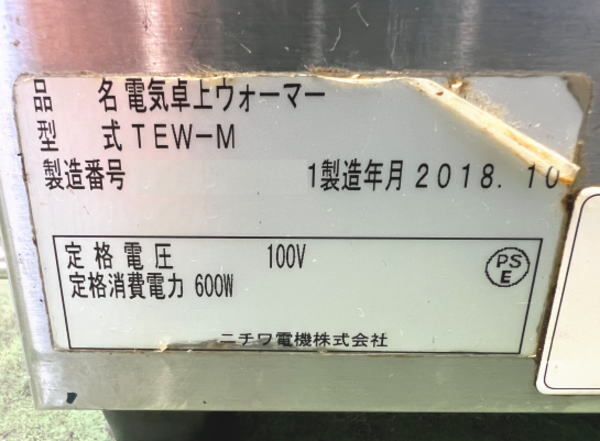 品 名 電気卓上ウォーマー
型 式 TEW-M
製造番号 1 製造年月 2018. 10
定格電圧 100V
定格消費電力 600W
PS
E
ニチワ電機株式会社